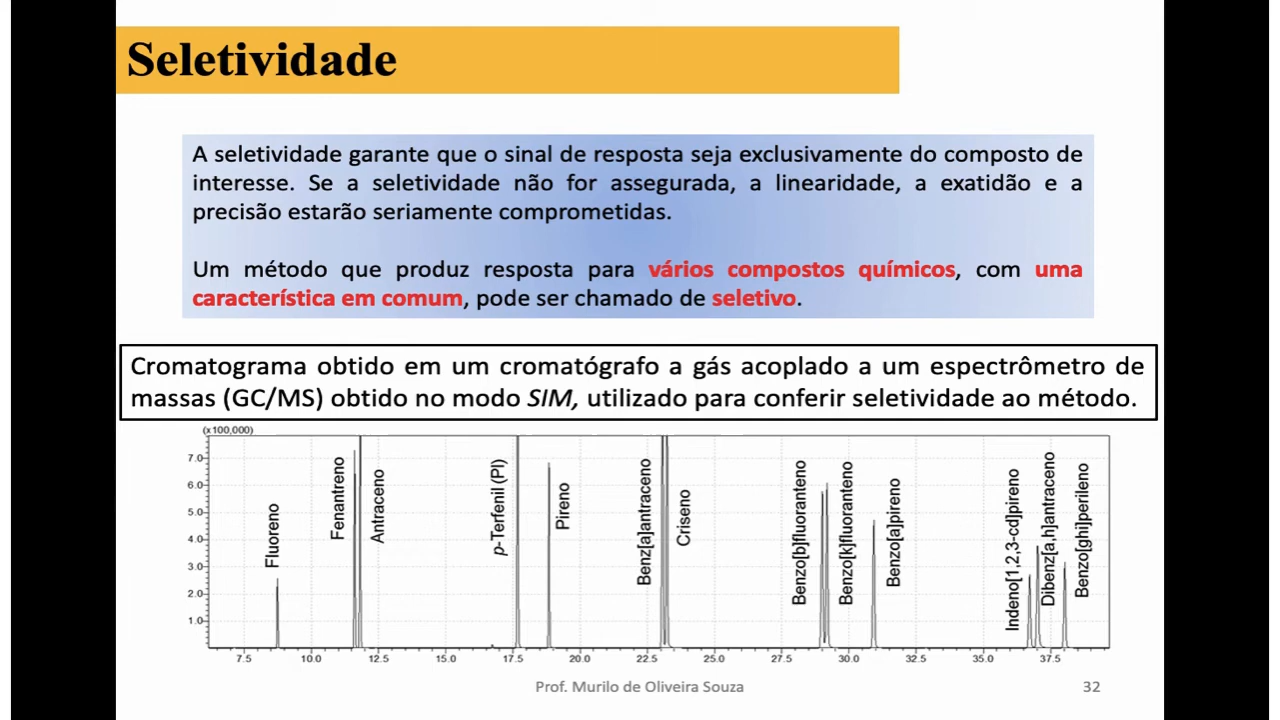 Seletividade
A seletividade garante que o sinal de resposta seja exclusivamente do composto de
interesse. Se a seletividade não for assegurada, a linearidade, a exatidão e a
precisão estarão seriamente comprometidas.
Um método que produz resposta para vários compostos químicos, com uma
característica em comum, pode ser chamado de seletivo.
Cromatograma obtido em um cromatógrafo a gás acoplado a um espectrômetro de
massas (GC/MS) obtido no modo SIM, utilizado para conferir seletividade ao método.
(x100,000)
7.0
6.0
5.0
4.0
3.0
2.0
1.0
Fluoreno
Fenantreno
Antraceno
p-Terfenil (PI)
Pireno
Benz[a]antraceno
Criseno
Benzo[b]fluoranteno
Benzo[k]fluoranteno
Benzo[a]pireno
Indeno[1,2,3-cd]pireno
Dibenz[a,h]antraceno
Benzo[ghi]perileno
7.5 10.0 12.5 15.0 17.5 20.0 22.5 25.0 27.5 30.0 32.5 35.0 37.5
Prof. Murilo de Oliveira Souza
32